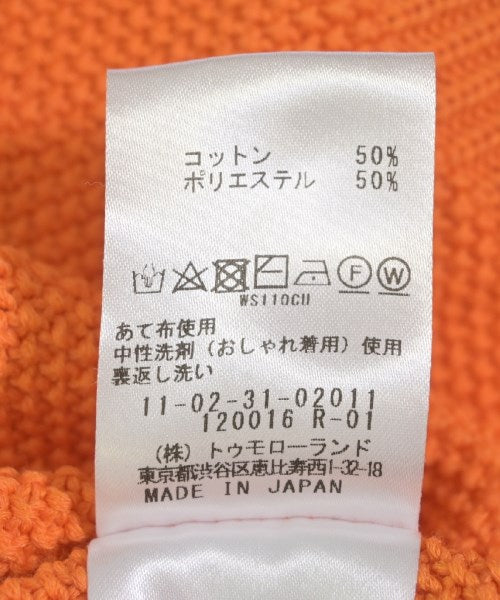 コットン 50%
ポリエステル 50%
F W
WS110CU
あて布使用
中性洗剤（おしゃれ着用）使用
裏返し洗い
11-02-31-02011
120016 R-01
（株）トゥモローランド
東京都渋谷区恵比寿西1-32-18
MADE IN JAPAN